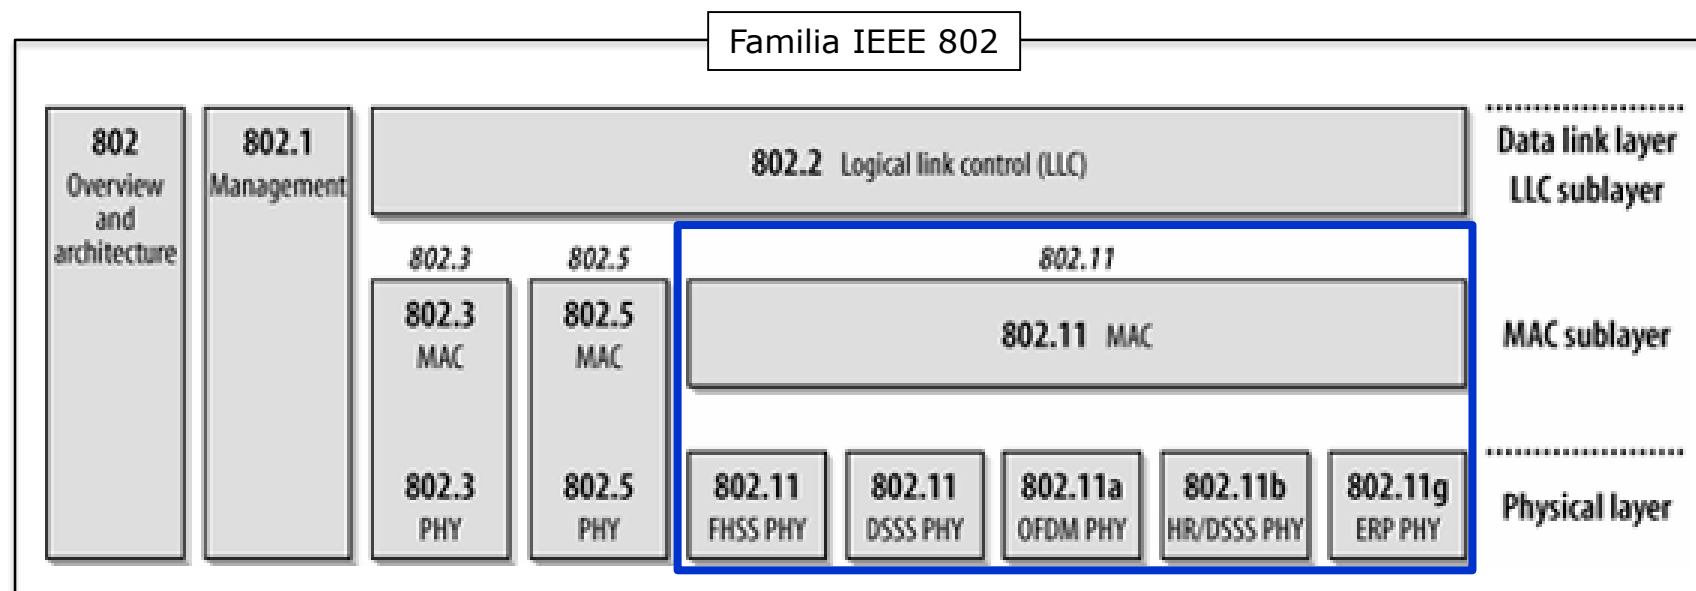 Familia IEEE 802
802
Overview
and
architecture
802.1
Management
802.2 Logical link control (LLC)
Data link layer
LLC sublayer
802.3
802.5
802.11
802.3
MAC
802.5
MAC
802.11 MAC
MAC sublayer
802.3
PHY
802.5
PHY
802.11
FHSS PHY
802.11
DSSS PHY
802.11a
OFDM PHY
802.11b
HR/DSSS PHY
802.11g
ERP PHY
Physical layer